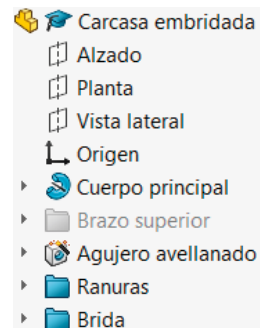 Carcasa embridada
Alzado
Planta
Vista lateral
Origen
Cuerpo principal
Brazo superior
Agujero avellanado
Ranuras
Brida